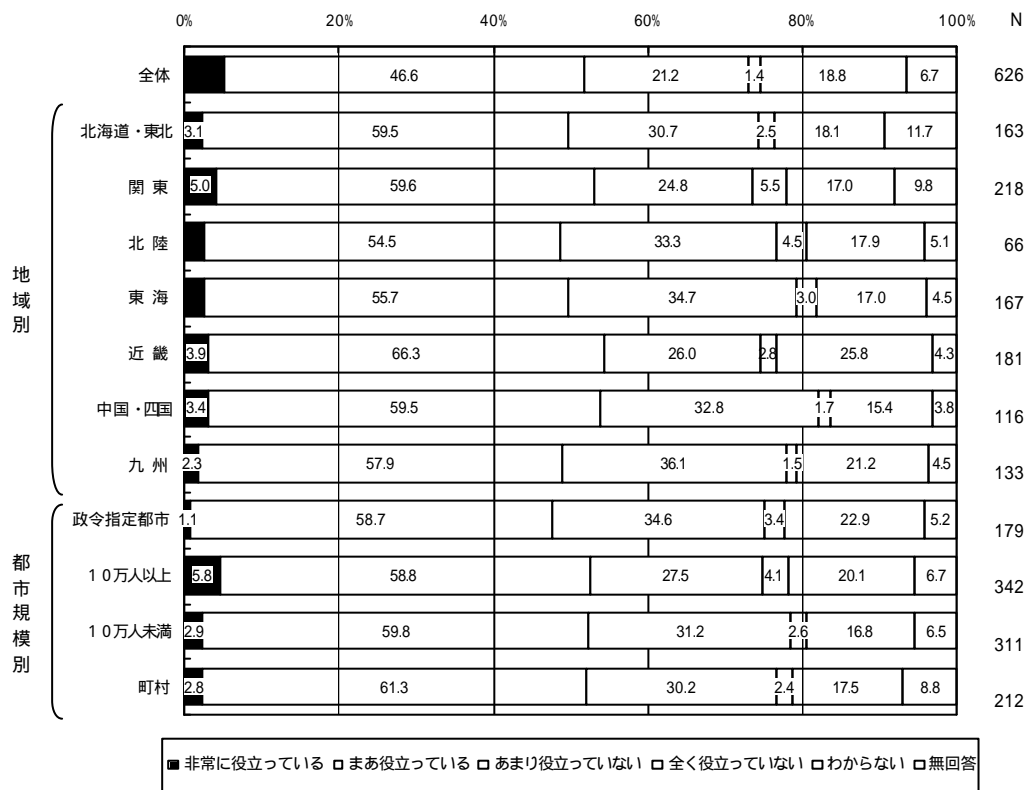 0% 20% 40% 60% 80% 100% N
全体 46.6 21.2 1.4 18.8 6.7 626
北海道・東北 3.1 59.5 30.7 2.5 18.1 11.7 163
関 東 5.0 59.6 24.8 5.5 17.0 9.8 218
北 陸 54.5 33.3 4.5 17.9 5.1 66
東 海 55.7 34.7 3.0 17.0 4.5 167
近 畿 3.9 66.3 26.0 2.8 25.8 4.3 181
中国・四国 3.4 59.5 32.8 1.7 15.4 3.8 116
九 州 2.3 57.9 36.1 1.5 21.2 4.5 133
政令指定都市 1.1 58.7 34.6 3.4 22.9 5.2 179
10万人以上 5.8 58.8 27.5 4.1 20.1 6.7 342
10万人未満 2.9 59.8 31.2 2.6 16.8 6.5 311
町村 2.8 61.3 30.2 2.4 17.5 8.8 212
地域別
都市規模別
非常に役立っている まあ役立っている あまり役立っていない 全く役立っていない わからない 無回答